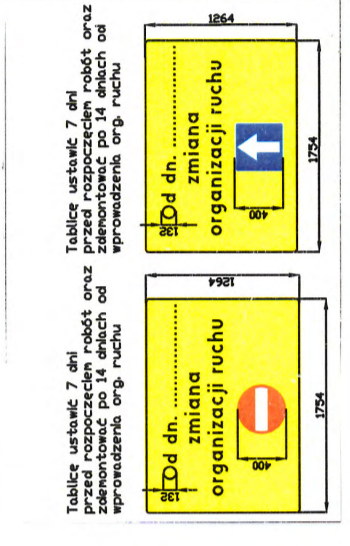 Tablicę ustawić 7 dni
przed rozpoczęciem robót oraz
zdemontować po 14 dniach od
wprowadzenia org. ruchu
132
Od dn. ....................
zmiana
organizacji ruchu
400
1264
1754
Tablicę ustawić 7 dni
przed rozpoczęciem robót oraz
zdemontować po 14 dniach od
wprowadzenia org. ruchu
132
Od dn. ....................
zmiana
organizacji ruchu
400
1264
1754